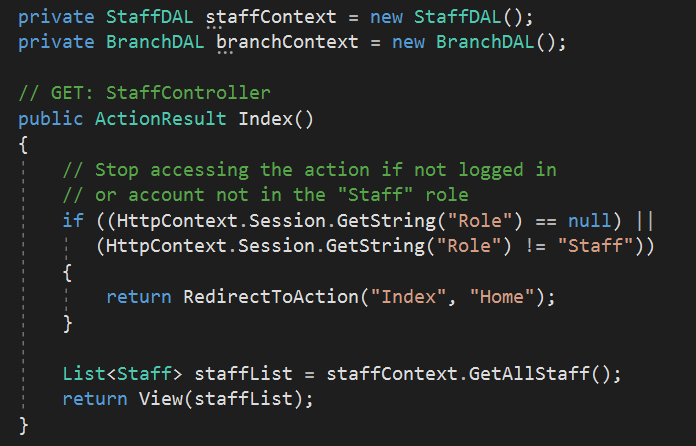 private StaffDAL staffContext = new StaffDAL();
private BranchDAL branchContext = new BranchDAL();
// GET: StaffController
public ActionResult Index()
{
// Stop accessing the action if not logged in
// or account not in the "Staff" role
if ((HttpContext.Session.GetString("Role") == null) ||
(HttpContext.Session.GetString("Role") != "Staff"))
{
return RedirectToAction("Index", "Home");
}
List<Staff> staffList = staffContext.GetAllStaff();
return View(staffList);
}